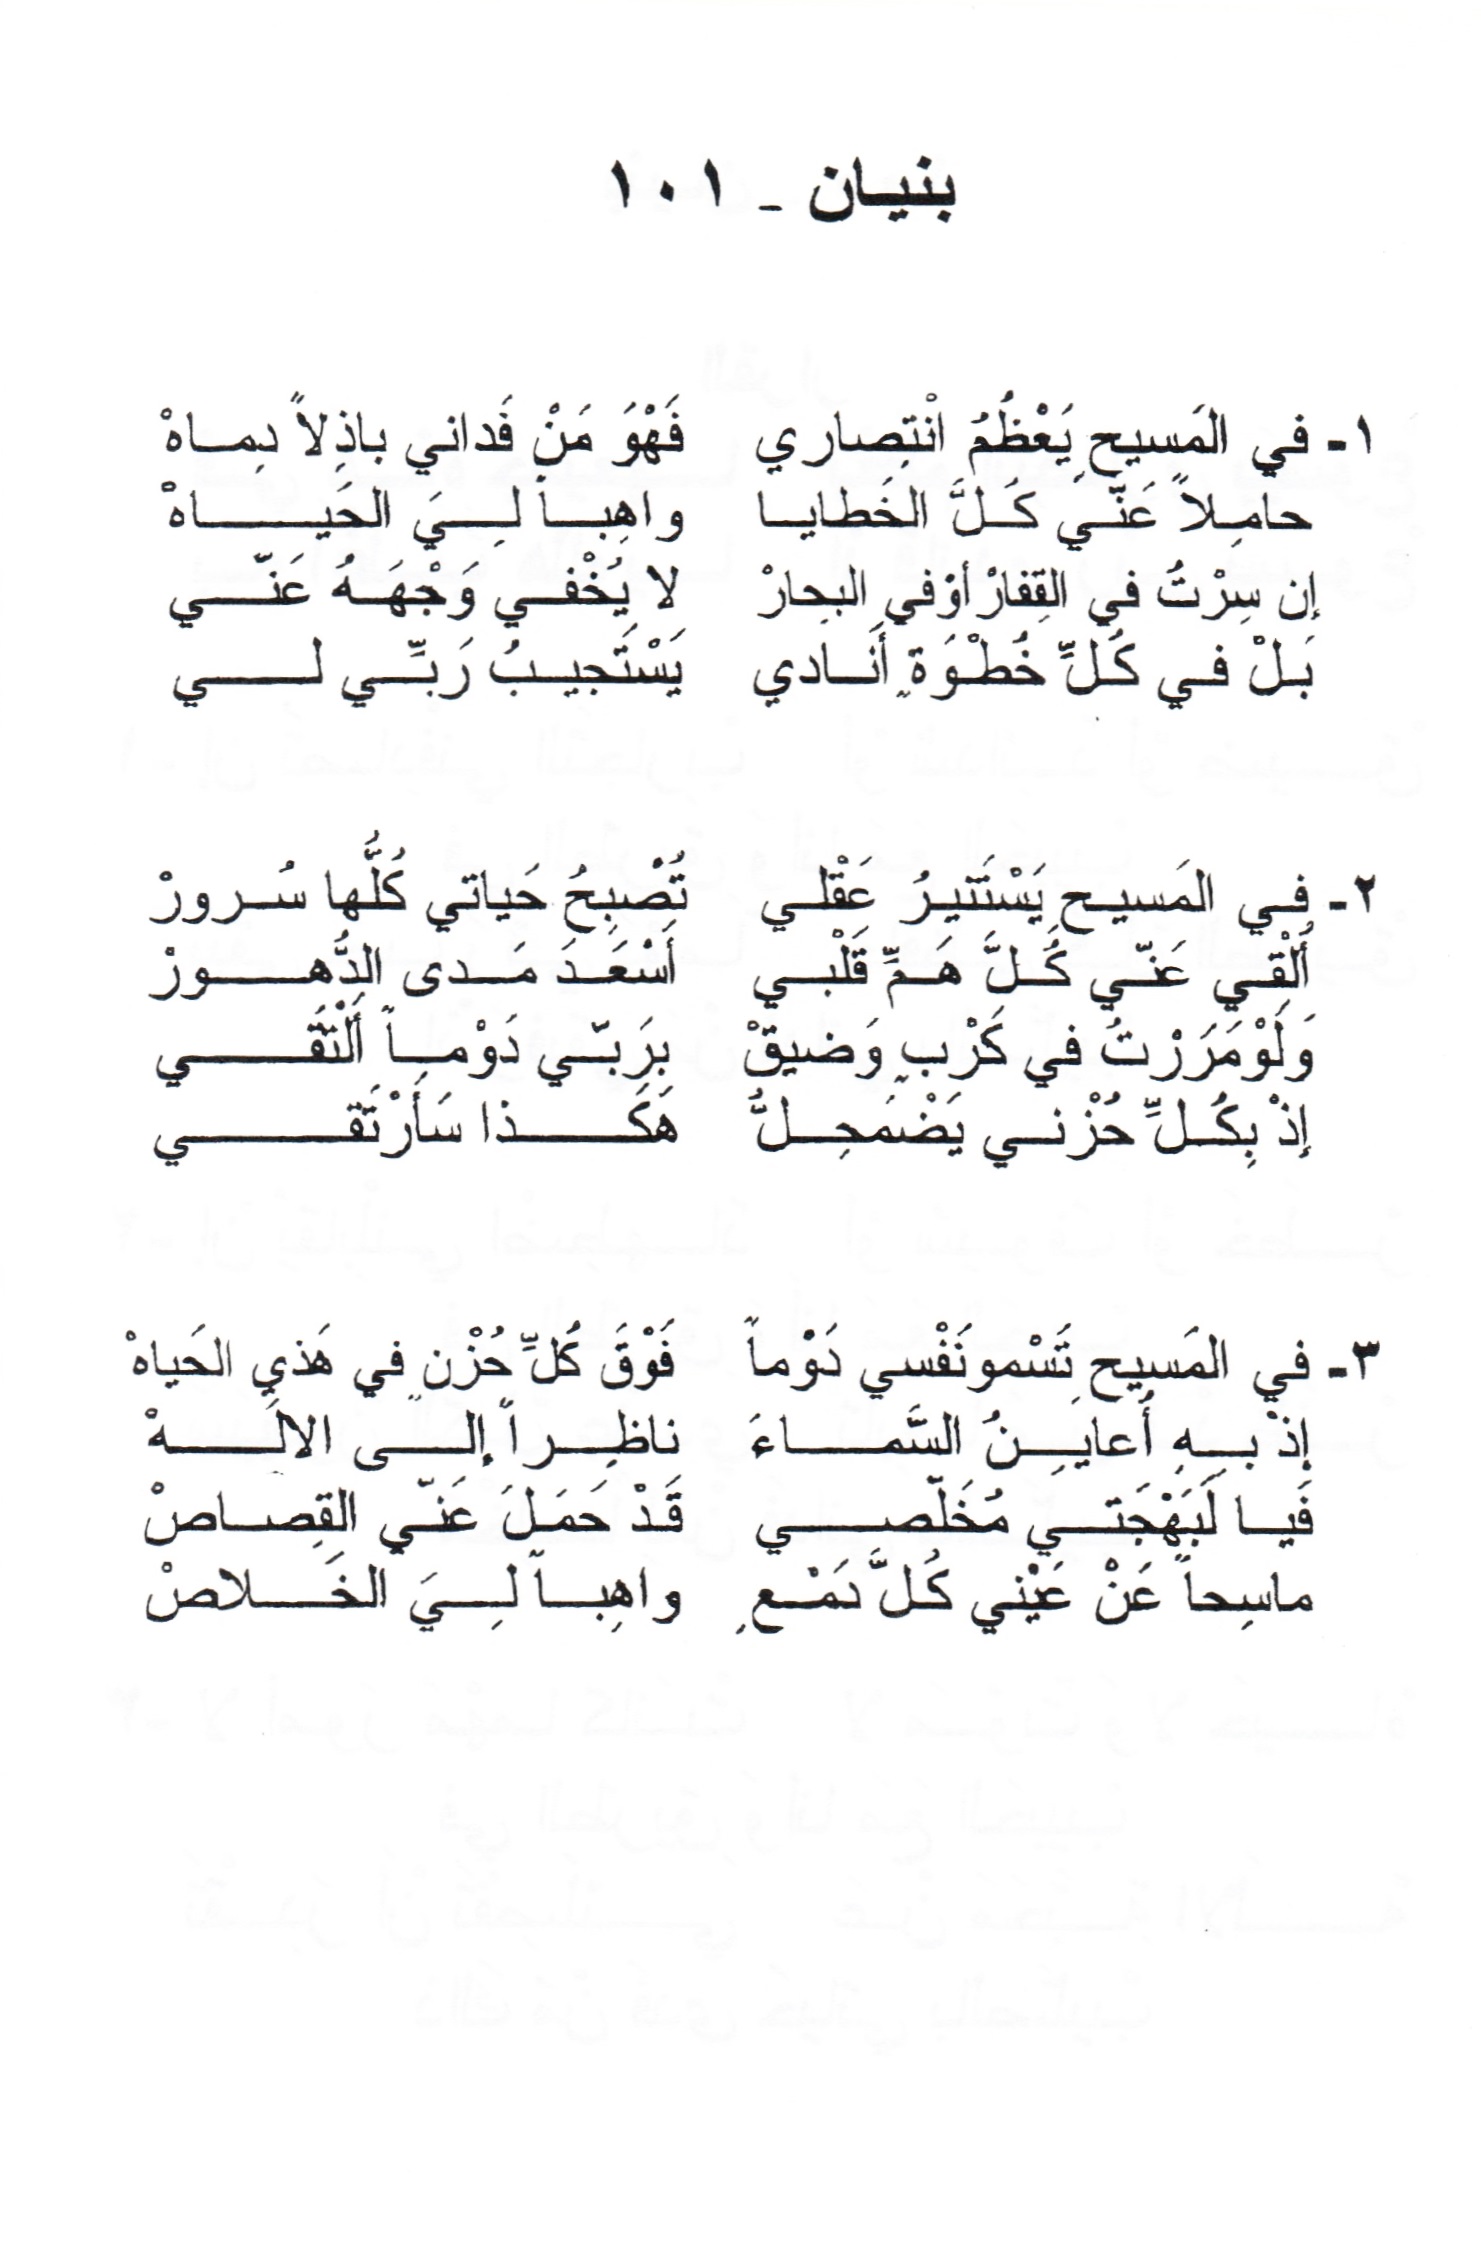 بنيان - ١٠١
١- في المَسيحِ يَعْظُمُ انْتِصاري فَهْوَ مَنْ فَداني باذِلاً دِماهْ
حامِلاً عَنّي كَلَّ الخَطايا واهِباً لِيَ الحَياهْ
إن سِرْتُ في القِفارْ أوْ في البِحارْ لا يُخْفي وَجْهَهُ عَنّي
بَلْ في كُلِّ خُطْوَةٍ أُنادي يَسْتَجيبُ رَبِّي لي
٢- في المَسيحِ يَسْتَنيرُ عَقْلي تُصْبِحُ حَياتي كُلُّها سُرورْ
أُلْقي عَنّي كُلَّ هَمِّ قَلْبي أَسْعَدَ مَدى الدُّهورْ
وَلَوْ مَرَرْتُ في كَرْبٍ وَضيقْ بِرَبّي دَوْماً أَلْتَقي
إذْ بِكُلِّ حُزْني يَضْمَحِلُّ هَكَذا سَأَرْتَقي
٣- في المَسيحِ تَسْمو نَفْسي دَوْماً فَوْقَ كُلِّ حُزْنٍ في هَذي الحَياهْ
إذْ بِهِ أُعايِنُ السَّماءَ ناظِراً إلى الالَهْ
فَيا لَبَهْجَتي مُخَلّصي قَدْ حَمَلَ عَنّي القِصاصْ
ماسِحاً عَنْ عَيْني كُلَّ دَمْعٍ واهِباً لِيَ الخَلاصْ